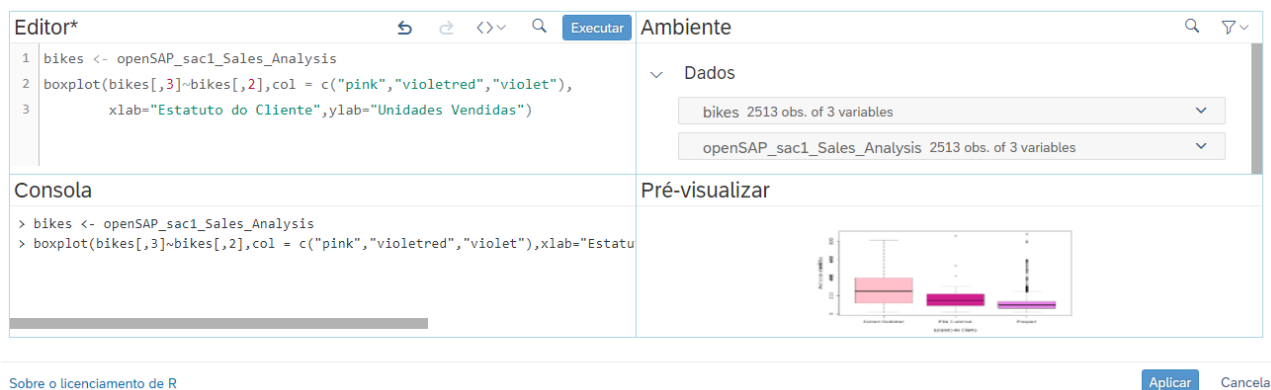 Editor*
Executar
1 bikes <- openSAP_sac1_Sales_Analysis
2 boxplot(bikes[,3]~bikes[,2],col = c("pink","violetred","violet"),
3 xlab="Estatuto do Cliente",ylab="Unidades Vendidas")
Ambiente
Dados
bikes 2513 obs. of 3 variables
openSAP_sac1_Sales_Analysis 2513 obs. of 3 variables
Consola
> bikes <- openSAP_sac1_Sales_Analysis
> boxplot(bikes[,3]~bikes[,2],col = c("pink","violetred","violet"),xlab="Estatu
Pré-visualizar
Sobre o licenciamento de R
Aplicar
Cancela